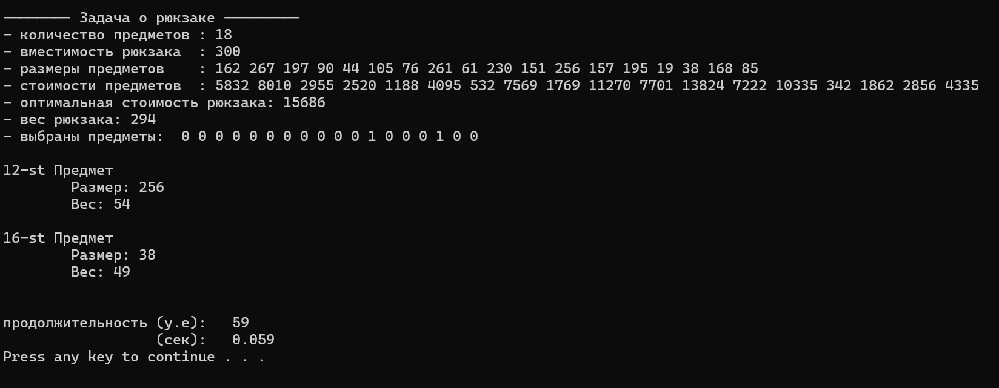 ──────── Задача о рюкзаке ─────────
- количество предметов : 18
- вместимость рюкзака  : 300
- размеры предметов    : 162 267 197 90 44 105 76 261 61 230 151 256 157 195 19 38 168 85
- стоимости предметов  : 5832 8010 2955 2520 1188 4095 532 7569 1769 11270 7701 13824 7222 10335 342 1862 2856 4335
- оптимальная стоимость рюкзака: 15686
- вес рюкзака: 294
- выбраны предметы:  0 0 0 0 0 0 0 0 0 0 0 1 0 0 0 1 0 0
12-st Предмет
Размер: 256
Вес: 54
16-st Предмет
Размер: 38
Вес: 49
продолжительность (у.е):   59
(сек):   0.059
Press any key to continue . . .